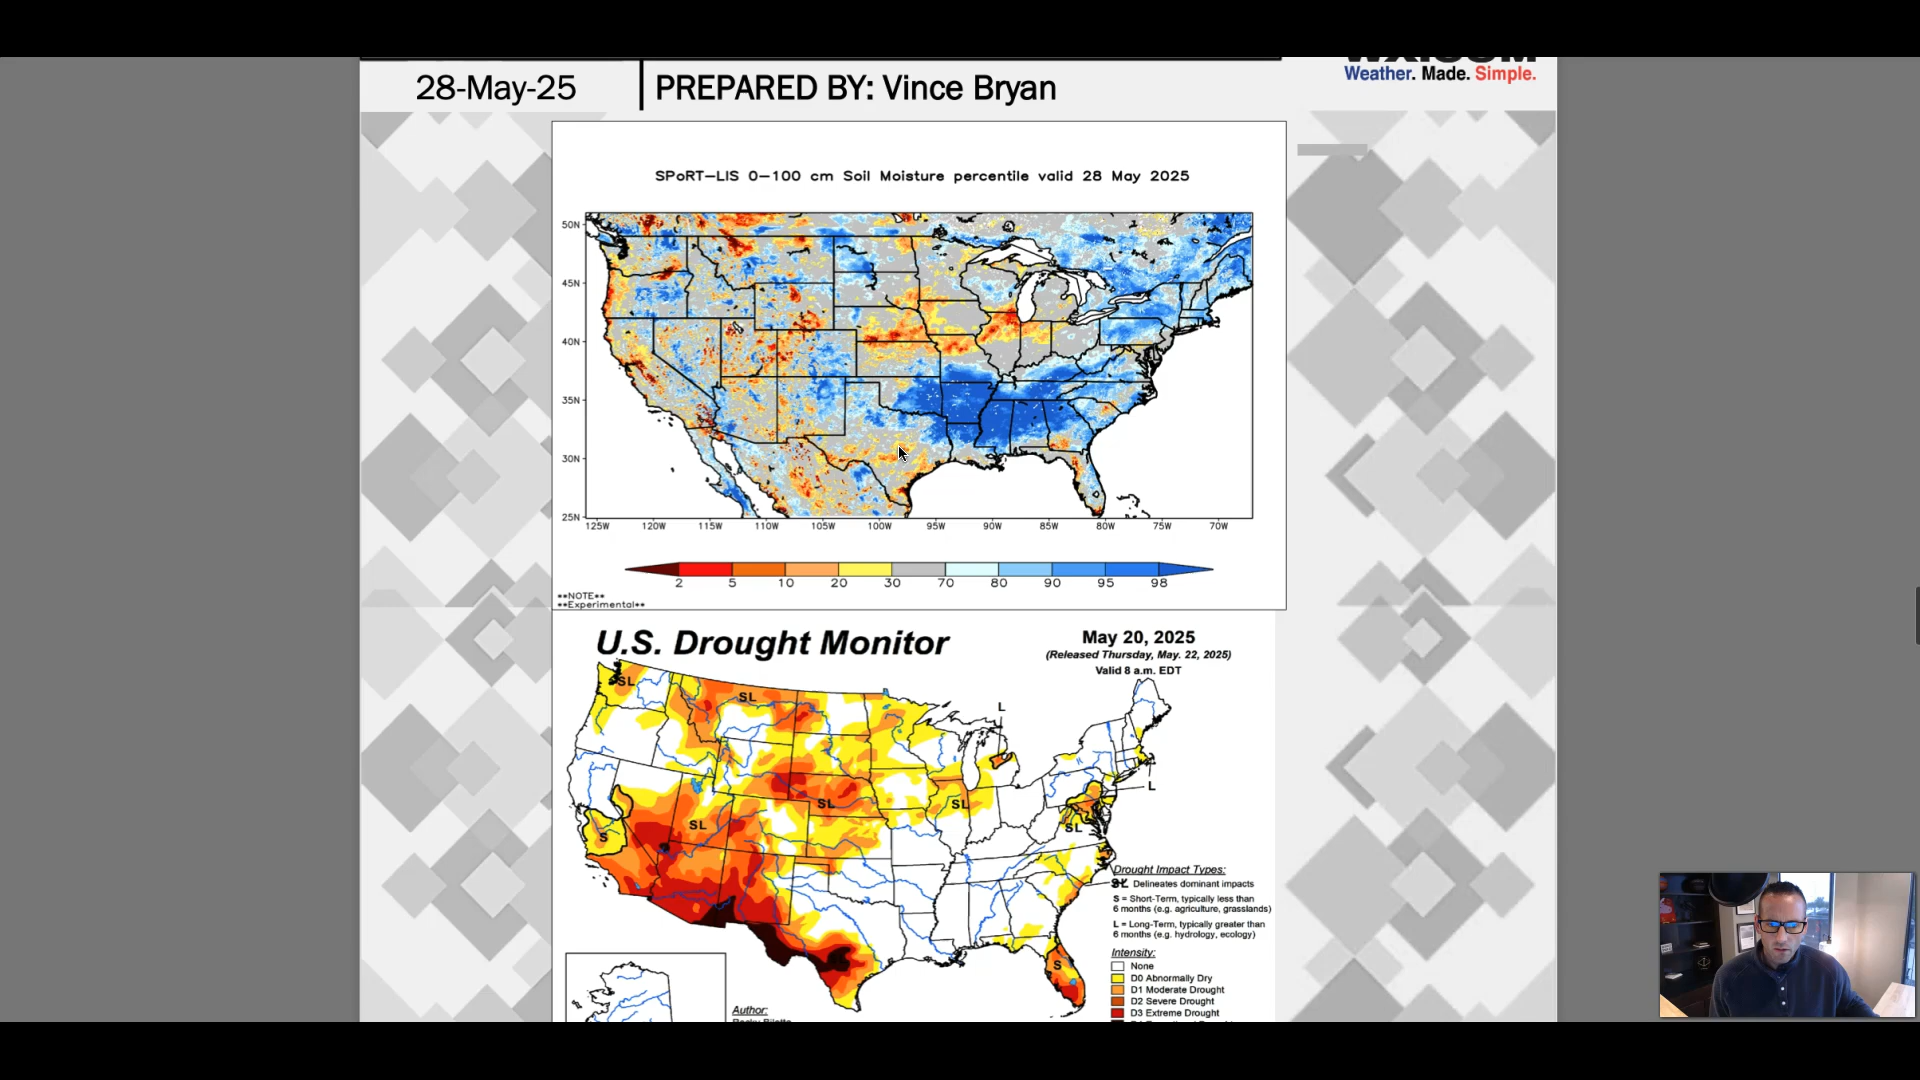 WX.COM
28-May-25
PREPARED BY: Vince Bryan
Weather. Made. Simple.
SPoRT-LIS 0-100 cm Soil Moisture percentile valid 28 May 2025
50N
45N
40N
35N
30N
25N
125W 120W 115W 110W 105W 100W 95W 90W 85W 80W 75W 70W
2 5 10 20 30 70 80 90 95 98
**NOTE**
**Experimental**
U.S. Drought Monitor
May 20, 2025
(Released Thursday, May. 22, 2025)
Valid 8 a.m. EDT
SL
SL
L
SL
SL
L
SL
S
SL
S
Drought Impact Types:
Delineates dominant impacts
S = Short-Term, typically less than
6 months (e.g. agriculture, grasslands)
L = Long-Term, typically greater than
6 months (e.g. hydrology, ecology)
Intensity:
None
D0 Abnormally Dry
D1 Moderate Drought
D2 Severe Drought
D3 Extreme Drought
Author: